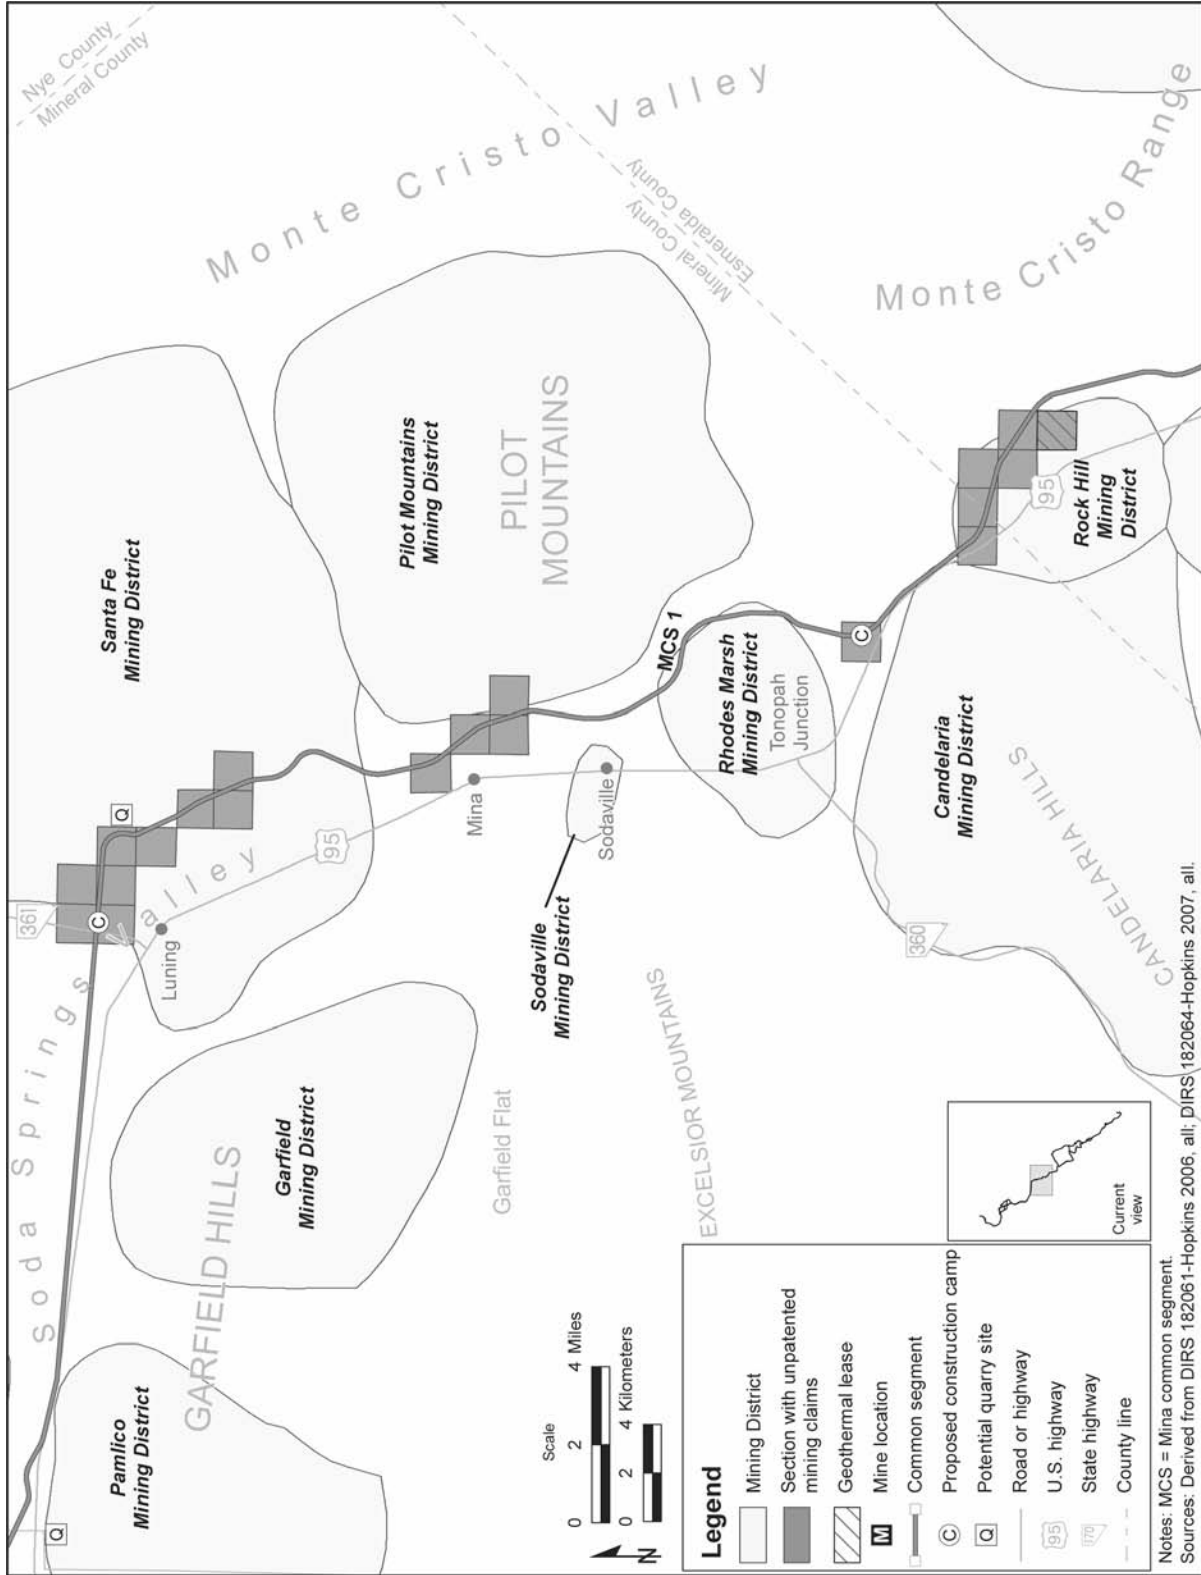 Nye County
Mineral County
Monte Cristo Valley
Mineral County
Esmeralda County
Monte Cristo Range
Santa Fe
Mining District
Pilot Mountains
Mining District
PILOT
MOUNTAINS
361
C
Q
Soda Springs Valley
Luning
95
Mina
MCS 1
Rhodes Marsh
Mining District
Tonopah
Junction
C
95
Rock Hill
Mining
District
Sodaville
Sodaville
Mining District
Candelaria
Mining District
CANDELARIA HILLS
360
Garfield
Mining District
GARFIELD HILLS
Garfield Flat
EXCELSIOR MOUNTAINS
Pamlico
Mining District
Q
Scale
0 2 4 Miles
0 2 4 Kilometers
N
Legend
Mining District
Section with unpatented
mining claims
Geothermal lease
M Mine location
Common segment
C Proposed construction camp
Q Potential quarry site
Road or highway
95 U.S. highway
State highway
County line
Current
view
Notes: MCS = Mina common segment.
Sources: Derived from DIRS 182061-Hopkins 2006, all; DIRS 182064-Hopkins 2007, all.